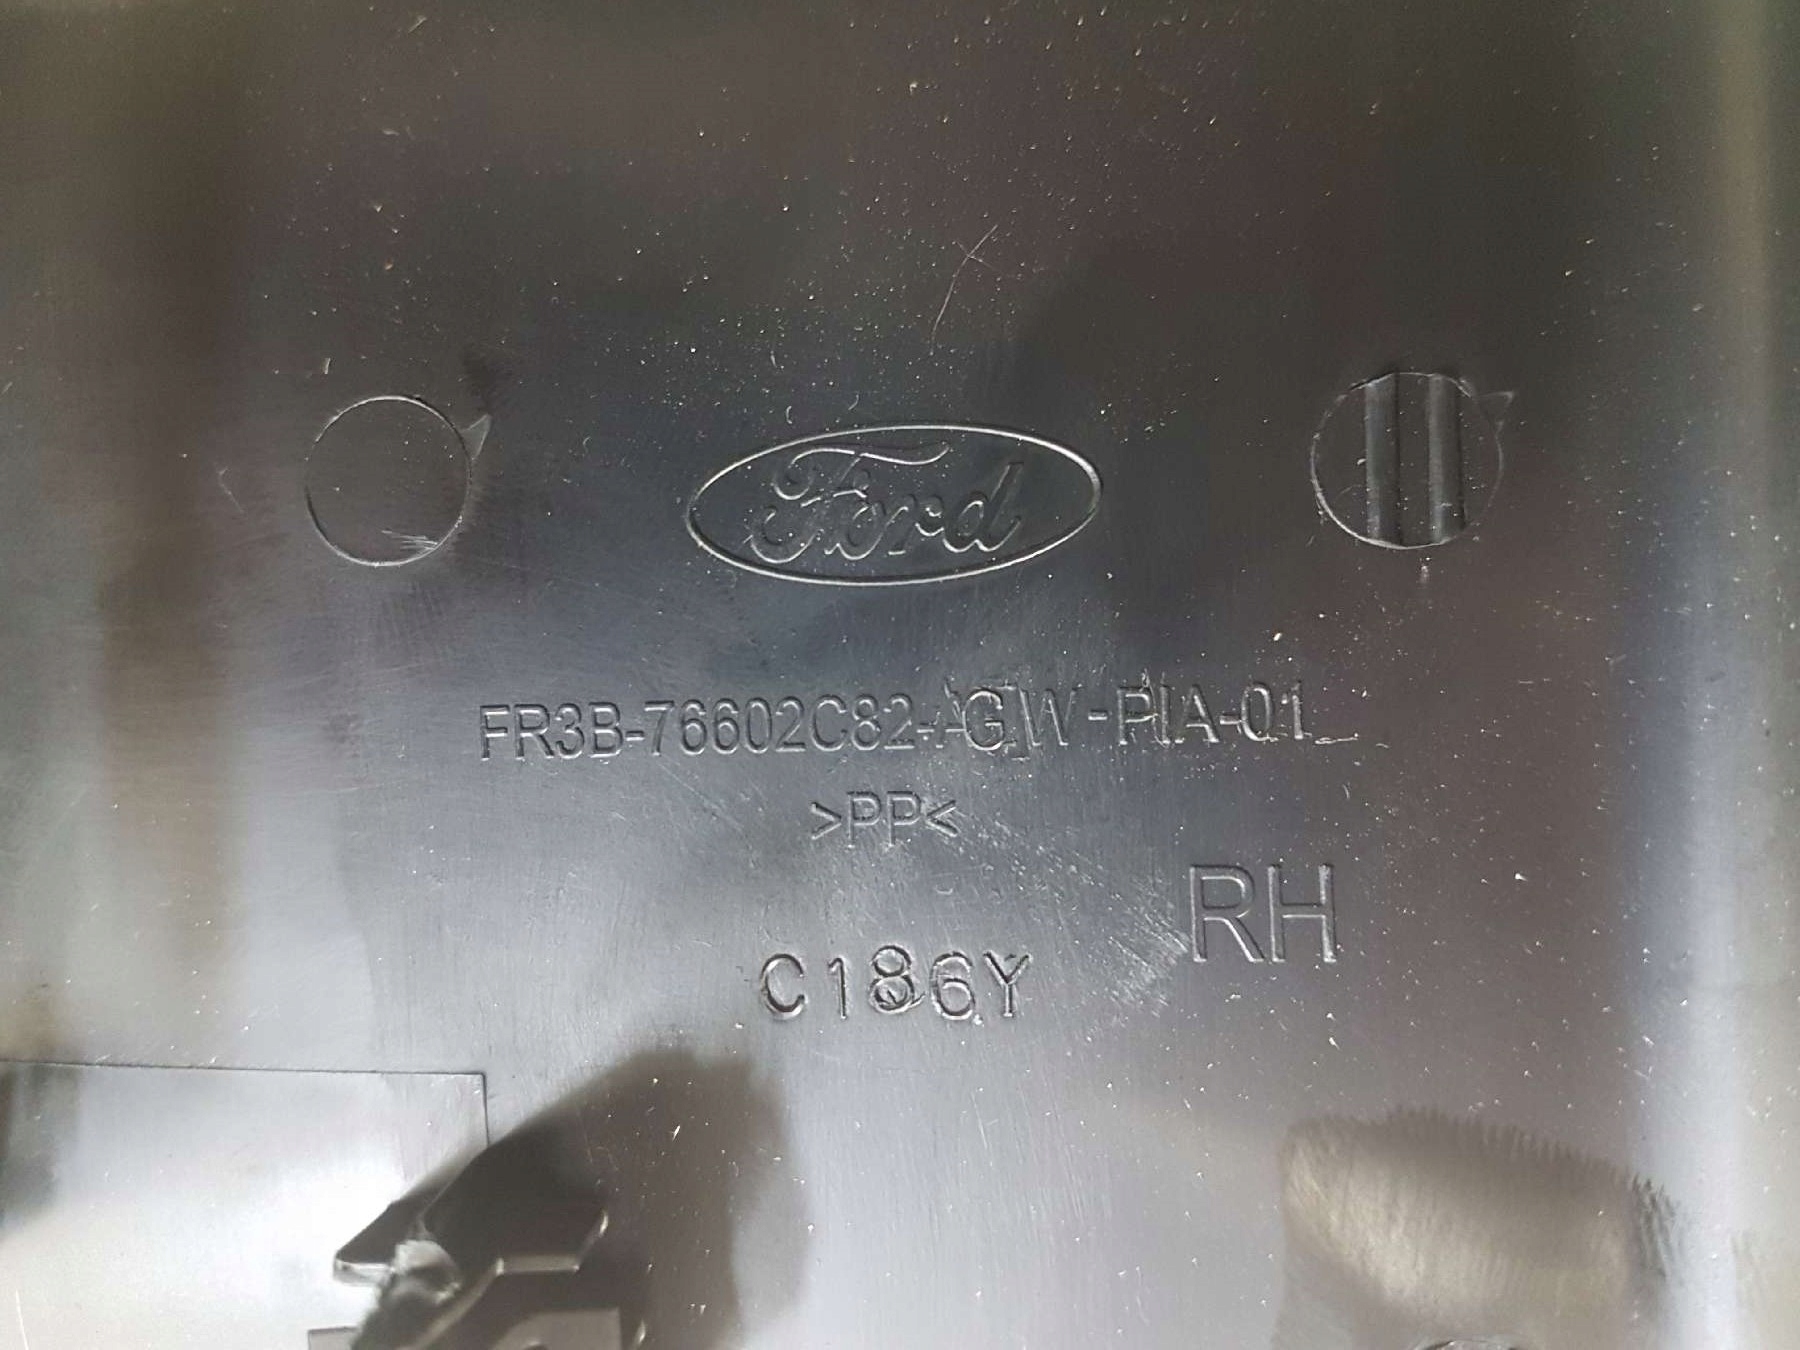 Ford
FR3B-76602C82-AGW-PIA-01
>PP<
RH
C186Y